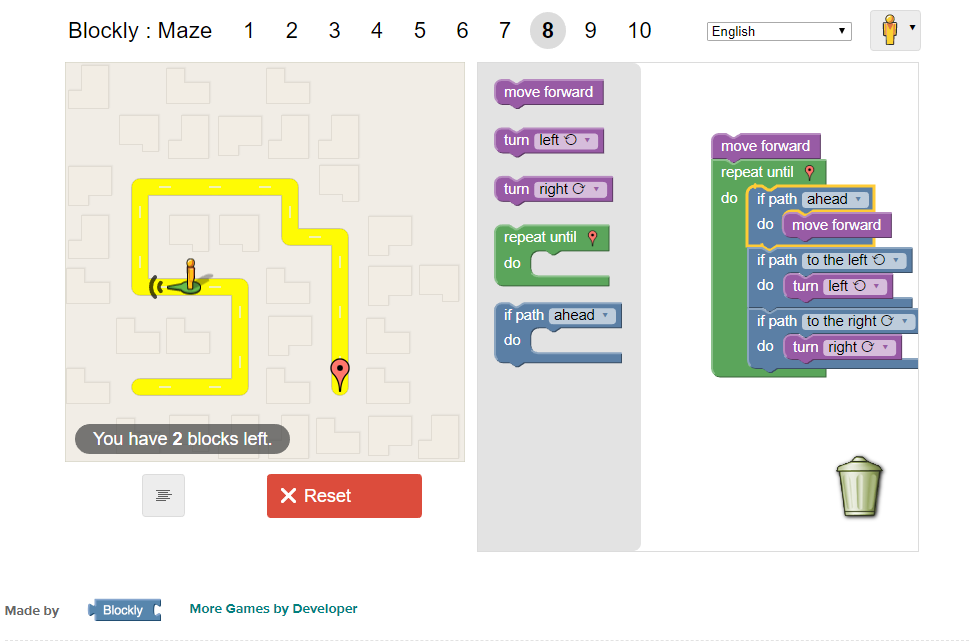 Blockly : Maze 1 2 3 4 5 6 7 8 9 10 English
move forward
turn left
turn right
repeat until
do
if path ahead
do
move forward
repeat until
do if path ahead
do move forward
if path to the left
do turn left
if path to the right
do turn right
You have 2 blocks left.
Reset
Made by Blockly More Games by Developer